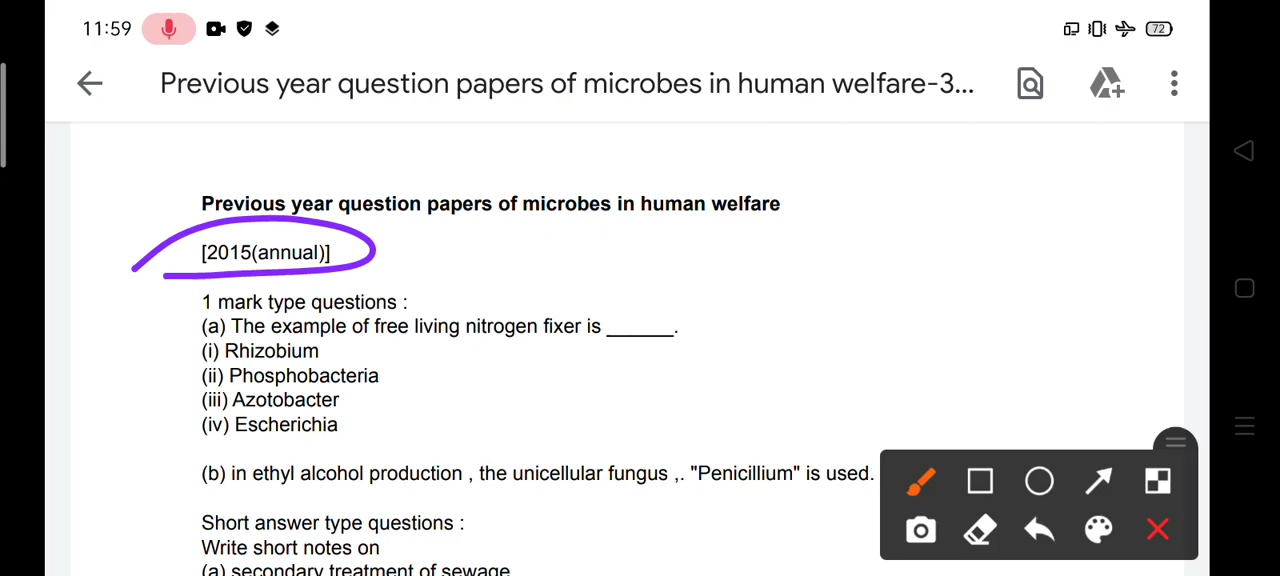 11:59
72
Previous year question papers of microbes in human welfare-3...
Previous year question papers of microbes in human welfare
[2015(annual)]
1 mark type questions :
(a) The example of free living nitrogen fixer is ______.
(i) Rhizobium
(ii) Phosphobacteria
(iii) Azotobacter
(iv) Escherichia
(b) in ethyl alcohol production , the unicellular fungus ,. "Penicillium" is used.
Short answer type questions :
Write short notes on
(a) secondary treatment of sewage